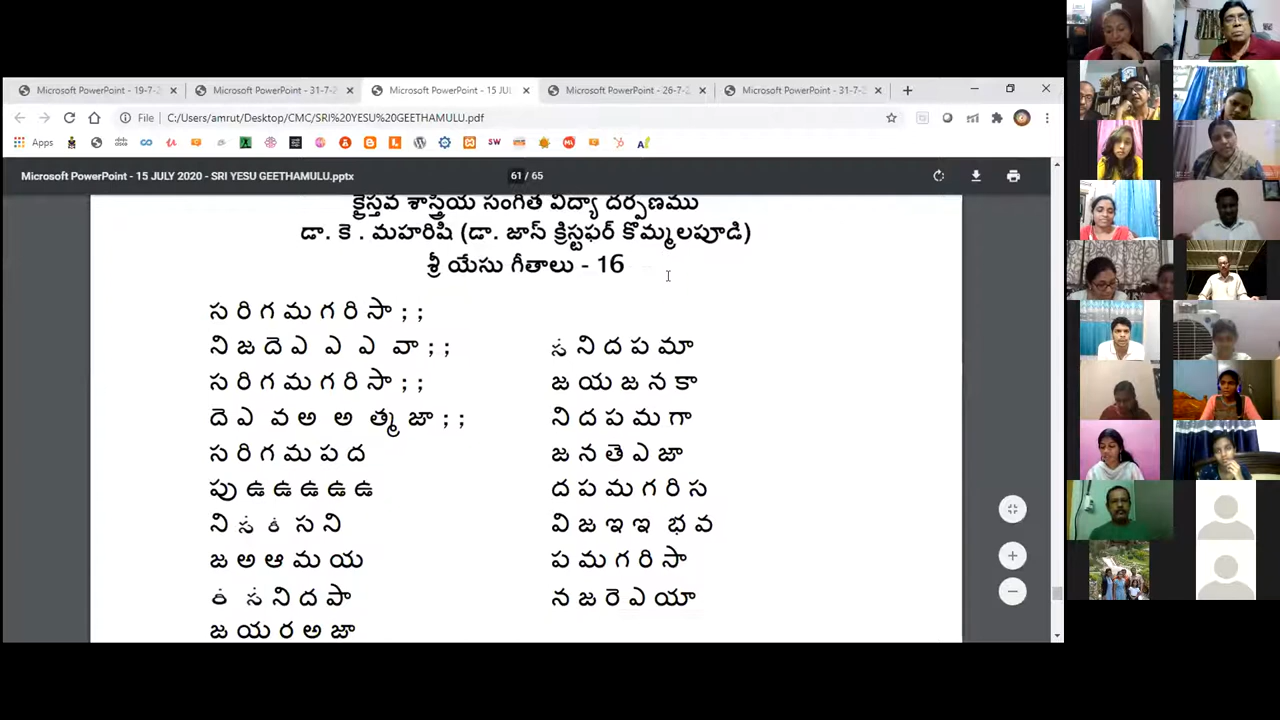 Microsoft PowerPoint - 19-7-2
Microsoft PowerPoint - 31-7-2
Microsoft PowerPoint - 15 JUL
Microsoft PowerPoint - 26-7-2
Microsoft PowerPoint - 31-7-2
File
C:/Users/amrut/Desktop/CMC/SRI%20YESU%20GEETHAMULU.pdf
Apps
Microsoft PowerPoint - 15 JULY 2020 - SRI YESU GEETHAMULU.pptx
61 / 65
క్రైస్తవ శాస్త్రియ సంగీత విద్యా దర్పణము
డా. కె . మహరిషి (డా. జాస్ క్రిస్టఫర్ కొమ్మలపూడి)
శ్రీ యేసు గీతాలు - 16
స రి గ మ గ రి సా ; ;
ని జ దె ఎ ఎ ఎ వా ; ;
స రి గ మ గ రి సా ; ;
దె ఎ వ అ అ త్మ జా ; ;
స రి గ మ ప ద
పు ఉ ఉ ఉ ఉ ఉ
ని స రి స ని
జ అ ఆ మ య
రి స ని ద పా
జ య ర అ జా
స ని ద ప మా
జ య జ న కా
ని ద ప మ గా
జ న తె ఎ జా
ద ప మ గ రి స
వి జ ఇ ఇ భ వ
ప మ గ రి సా
న జ రె ఎ యా